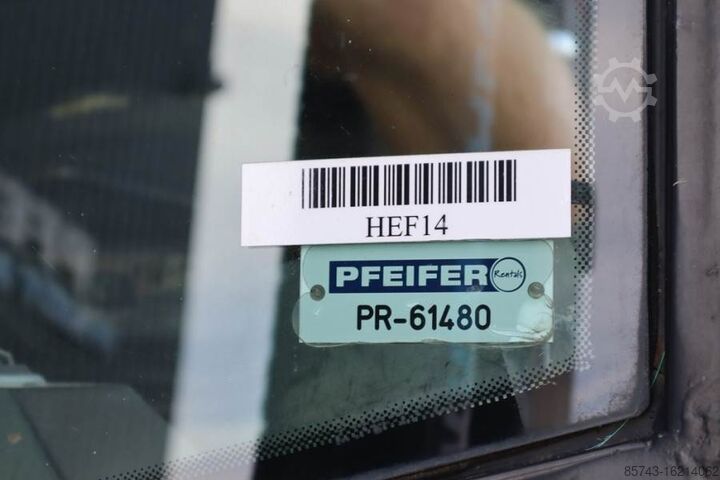 HEF14
PFEIFER Rentals
PR-61480
85743-16214062